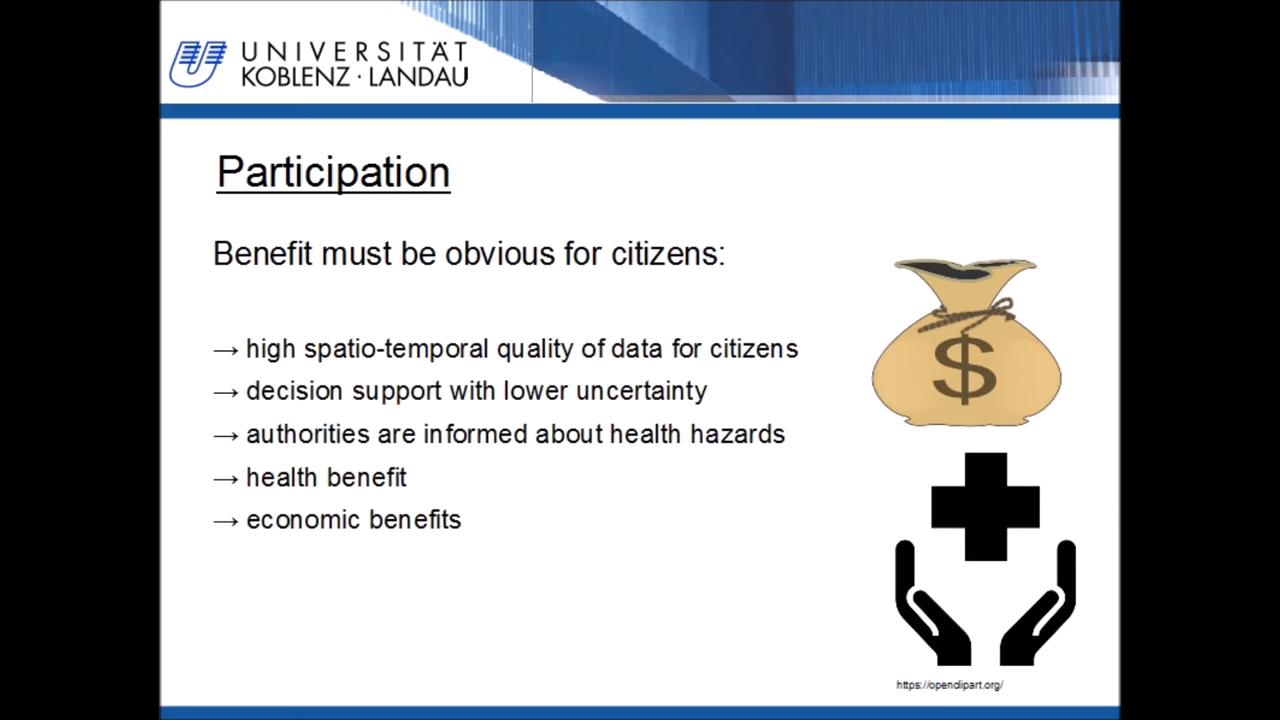 UNIVERSITÄT
KOBLENZ · LANDAU
Participation
Benefit must be obvious for citizens:
→ high spatio-temporal quality of data for citizens
→ decision support with lower uncertainty
→ authorities are informed about health hazards
→ health benefit
→ economic benefits
$
https://openclipart.org/